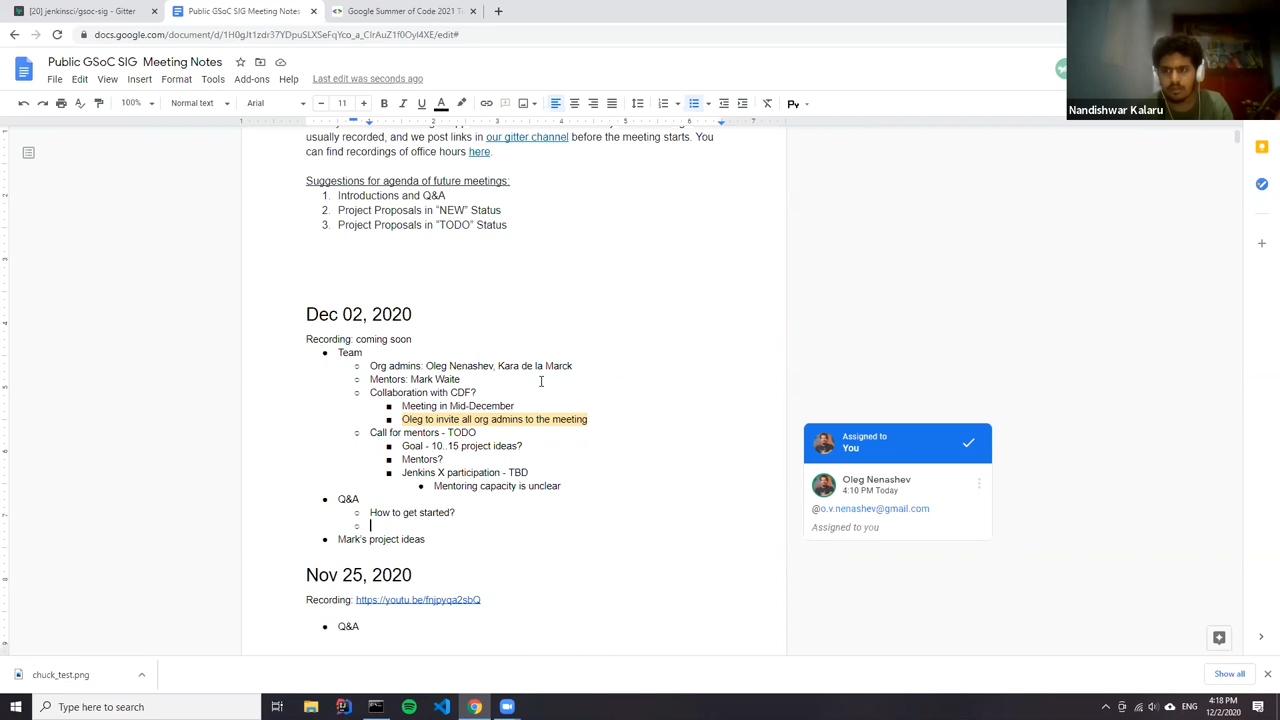 [20] jenkinsci/gsoc-sig - Gitter
Public GSoC SIG Meeting Notes
Google Summer of Code 2021 T
docs.google.com/document/d/
Public GSoC SIG Meeting Notes
File Edit View Insert Format Tools Add-ons Help Last edit was seconds ago
100% Normal text Arial 11
usually recorded, and we post links in our gitter channel before the meeting starts. You
can find recordings of office hours here.
Suggestions for agenda of future meetings:
1. Introductions and Q&A
2. Project Proposals in “NEW” Status
3. Project Proposals in “TODO” Status
Dec 02, 2020
Recording: coming soon
Team
Org admins: Oleg Nenashev, Kara de la Marck
Mentors: Mark Waite
Collaboration with CDF?
Meeting in Mid-December
Oleg to invite all org admins to the meeting
Call for mentors - TODO
Goal - 10..15 project ideas?
Mentors?
Jenkins X participation - TBD
Mentoring capacity is unclear
Q&A
How to get started?
Mark's project ideas
Nov 25, 2020
Recording: https://youtu.be/fnjpyqa2sbQ
Q&A
Assigned to
You
Oleg Nenashev
4:10 PM Today
@o.v.nenashev@gmail.com
Assigned to you
Nandishwar Kalaru
chuck_test.png
Show all
Type here to search
ENG
4:18 PM
12/2/2020